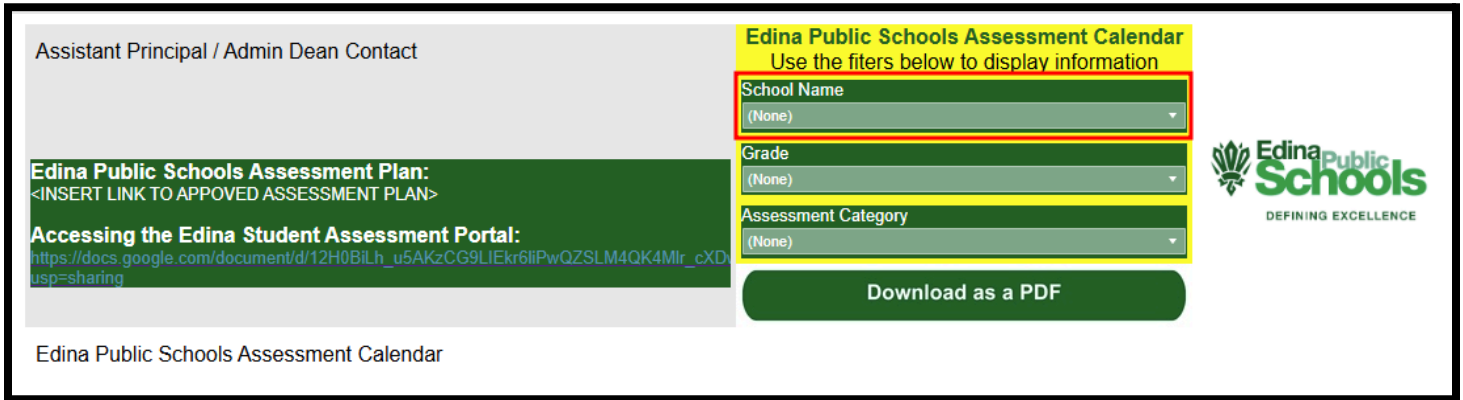 Assistant Principal / Admin Dean Contact
Edina Public Schools Assessment Plan:
<INSERT LINK TO APPOVED ASSESSMENT PLAN>
Accessing the Edina Student Assessment Portal:
https://docs.google.com/document/d/12H0BiLh_u5AKzCG9LIEkr6liPwQZSLM4QK4Mlr_cXD
usp=sharing
Edina Public Schools Assessment Calendar
Use the fiters below to display information
School Name
(None)
Grade
(None)
Assessment Category
(None)
Download as a PDF
Edina Public
Schools
DEFINING EXCELLENCE
Edina Public Schools Assessment Calendar